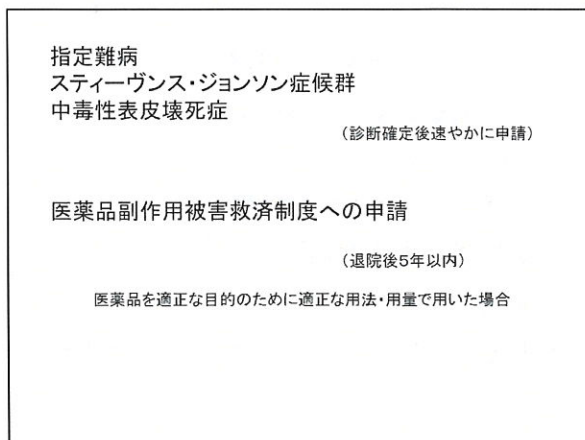 指定難病
スティーヴンス・ジョンソン症候群
中毒性表皮壊死症
(診断確定後速やかに申請)
医薬品副作用被害救済制度への申請
(退院後5年以内)
医薬品を適正な目的のために適正な用法・用量で用いた場合